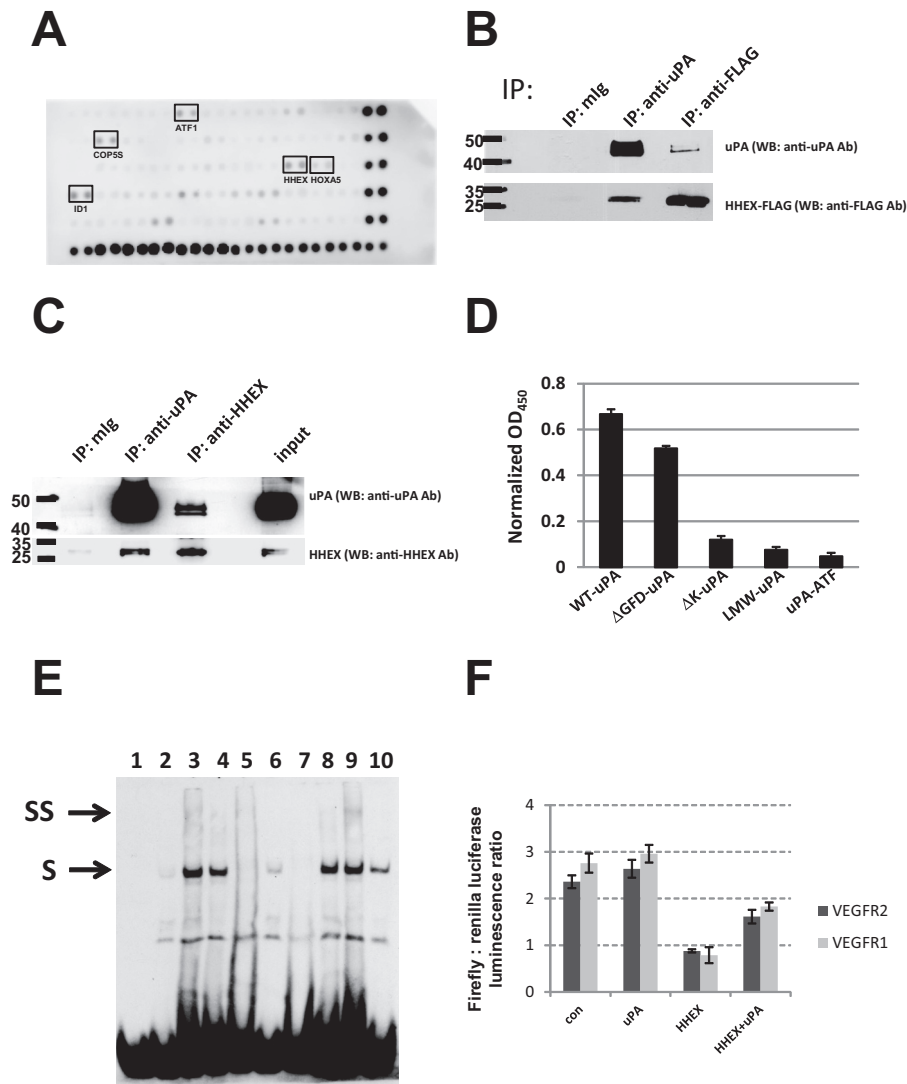 A
ATF1
COP5S
HHEX HOXA5
ID1
B
IP:
IP: mIg
IP: anti-uPA
IP: anti-FLAG
50
40
uPA (WB: anti-uPA Ab)
35
25
HHEX-FLAG (WB: anti-FLAG Ab)
C
IP: mIg
IP: anti-uPA
IP: anti-HHEX
input
50
40
uPA (WB: anti-uPA Ab)
35
25
HHEX (WB: anti-HHEX Ab)
D
Normalized OD450
0.8
0.6
0.4
0.2
0
WT-uPA
ΔGFD-uPA
ΔK-uPA
LMW-uPA
uPA-ATF
E
1 2 3 4 5 6 7 8 9 10
SS
S
F
Firefly : renilla luciferase
luminescence ratio
4
3
2
1
0
con
uPA
HHEX
HHEX+uPA
VEGFR2
VEGFR1